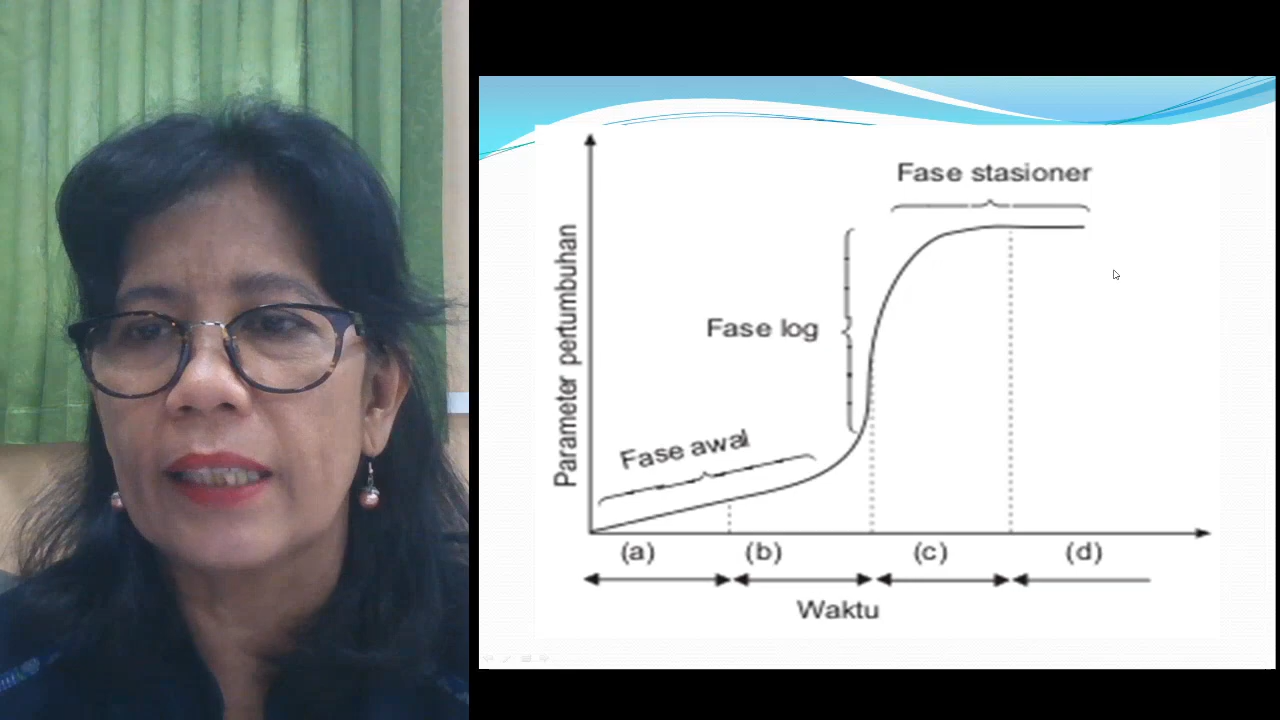 Fase stasioner
Parameter pertumbuhan
Fase log
Fase awal
(a) (b) (c) (d)
Waktu